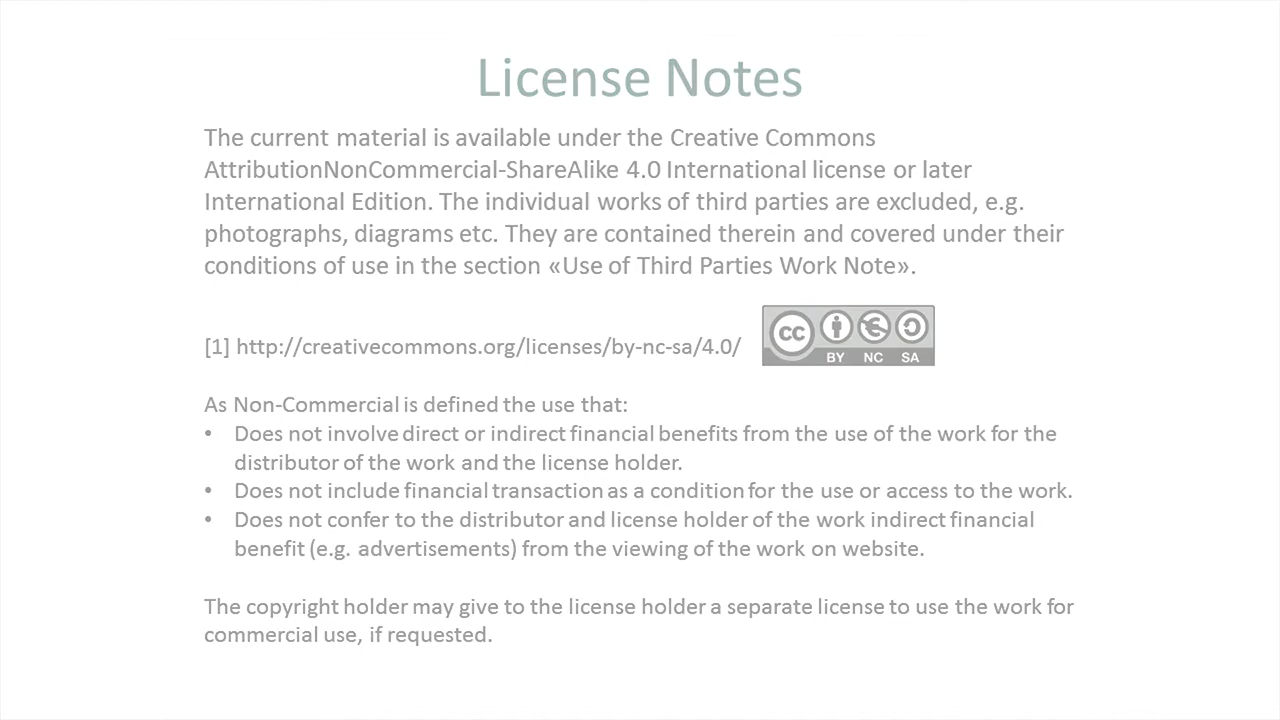 License Notes
The current material is available under the Creative Commons
AttributionNonCommercial-ShareAlike 4.0 International license or later
International Edition. The individual works of third parties are excluded, e.g.
photographs, diagrams etc. They are contained therein and covered under their
conditions of use in the section «Use of Third Parties Work Note».
[1] http://creativecommons.org/licenses/by-nc-sa/4.0/
CC BY NC SA
As Non-Commercial is defined the use that:
• Does not involve direct or indirect financial benefits from the use of the work for the
distributor of the work and the license holder.
• Does not include financial transaction as a condition for the use or access to the work.
• Does not confer to the distributor and license holder of the work indirect financial
benefit (e.g. advertisements) from the viewing of the work on website.
The copyright holder may give to the license holder a separate license to use the work for
commercial use, if requested.